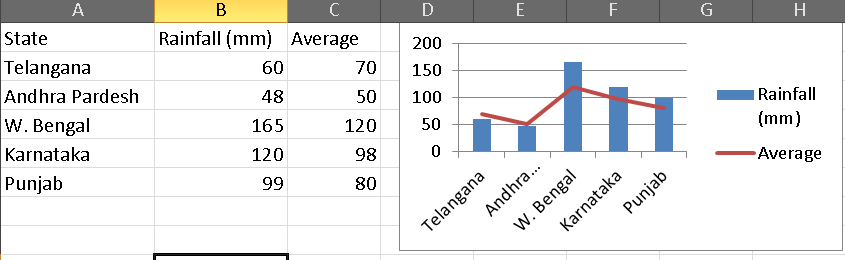 A B C D E F G H
State Rainfall (mm) Average
Telangana 60 70
Andhra Pardesh 48 50
W. Bengal 165 120
Karnataka 120 98
Punjab 99 80
200
150
100
50
0
Telangana
Andhra...
W. Bengal
Karnataka
Punjab
Rainfall
(mm)
Average